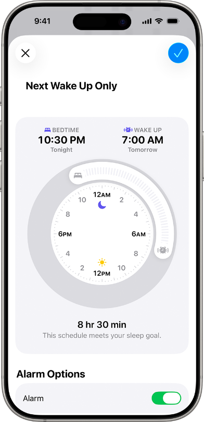 9:41
Next Wake Up Only
BEDTIME
10:30 PM
Tonight
WAKE UP
7:00 AM
Tomorrow
12AM
2
4
6AM
8
10
12PM
2
4
6PM
8
10
8 hr 30 min
This schedule meets your sleep goal.
Alarm Options
Alarm